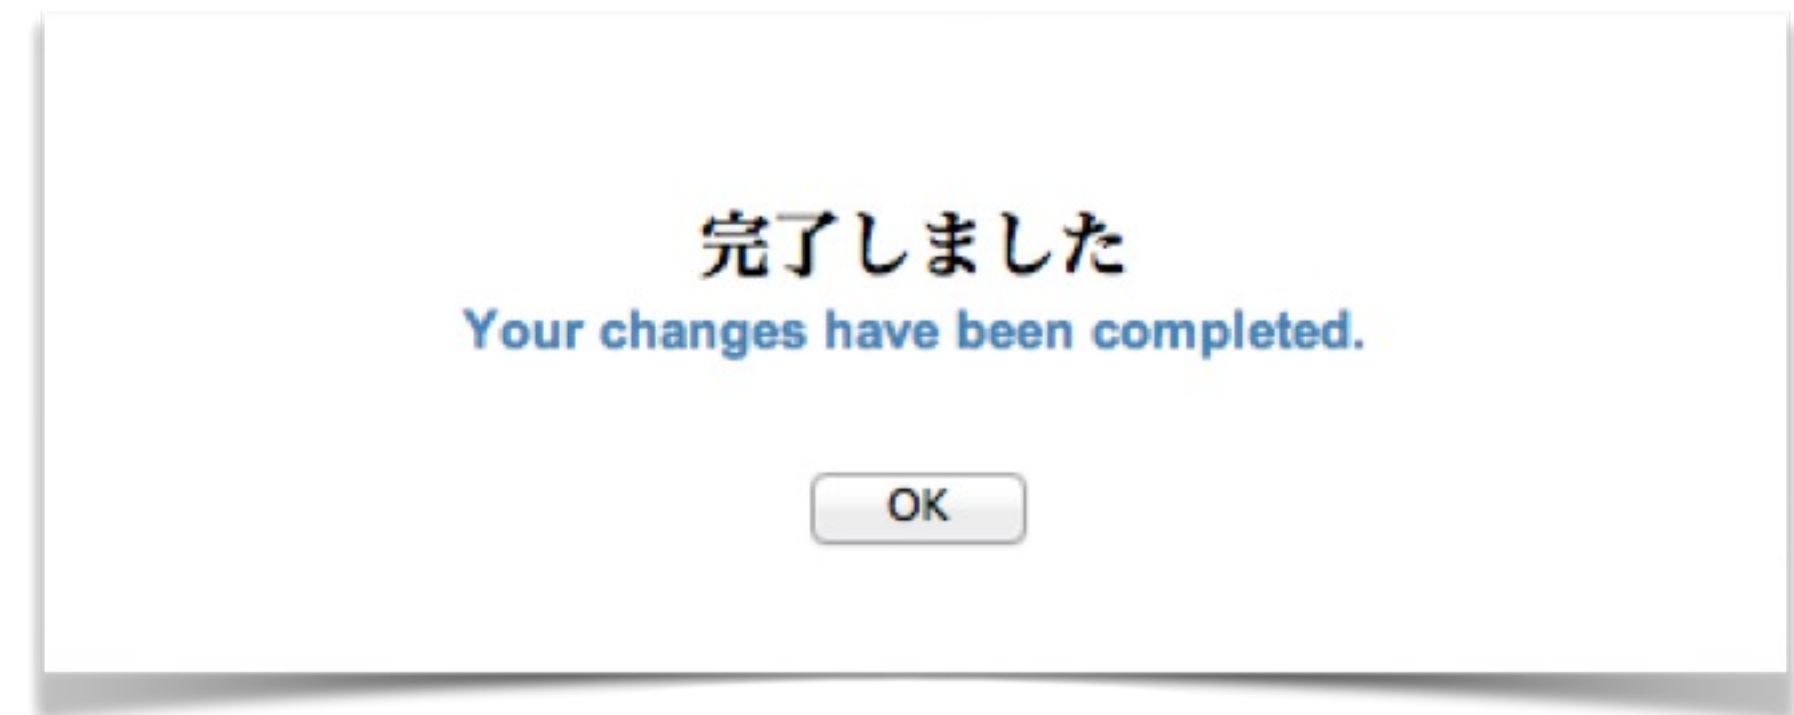 完了しました
Your changes have been completed.
OK